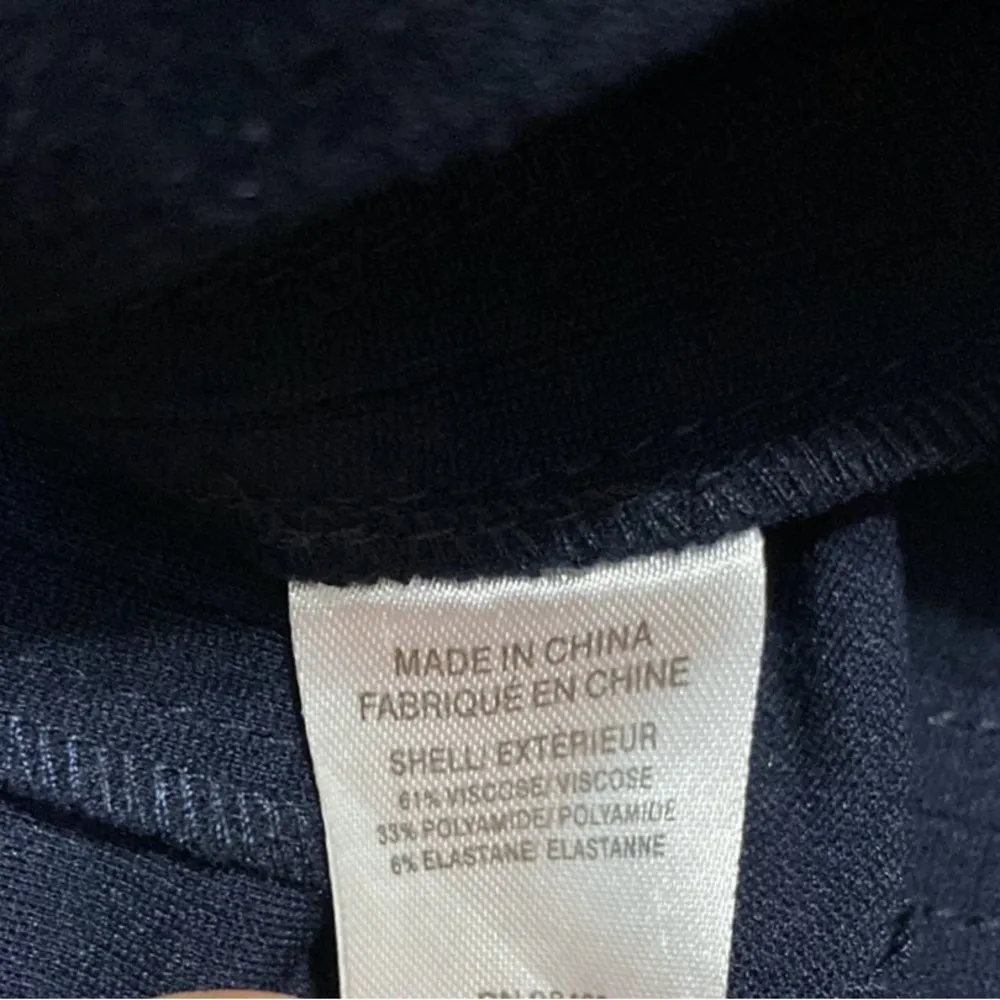 MADE IN CHINA
FABRIQUÉ EN CHINE
SHELL/ EXTERIEUR
61% VISCOSE/ VISCOSE
33% POLYAMIDE/ POLYAMIDE
6% ELASTANE/ ELASTANNE